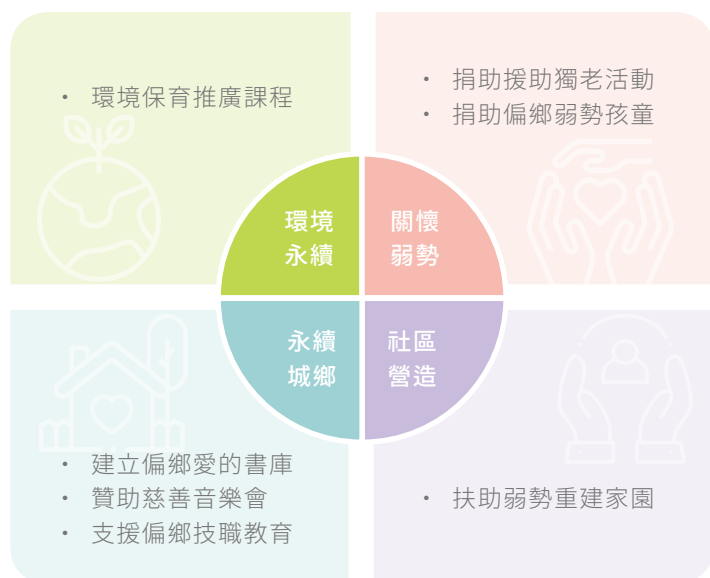 ・ 環境保育推廣課程
・ 捐助援助獨老活動
・ 捐助偏鄉弱勢孩童
環境
永續
關懷
弱勢
永續
城鄉
社區
營造
・ 建立偏鄉愛的書庫
・ 贊助慈善音樂會
・ 支援偏鄉技職教育
・ 扶助弱勢重建家園